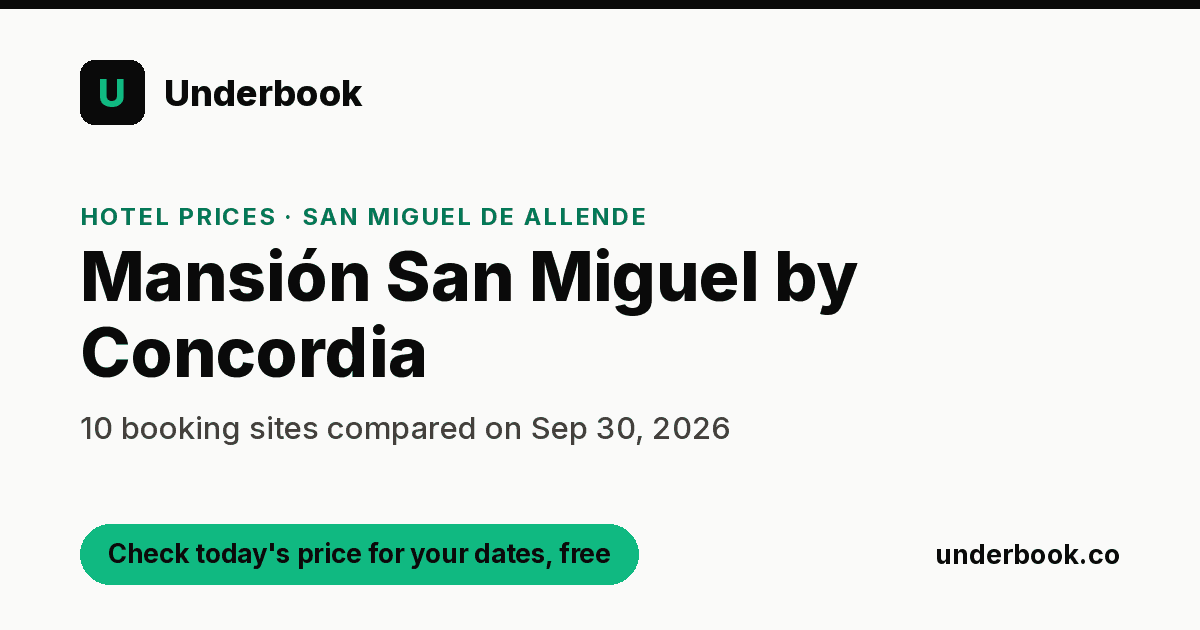 U Underbook
HOTEL PRICES · SAN MIGUEL DE ALLENDE
Mansión San Miguel by
Concordia
10 booking sites compared on Sep 30, 2026
Check today's price for your dates, free
underbook.co